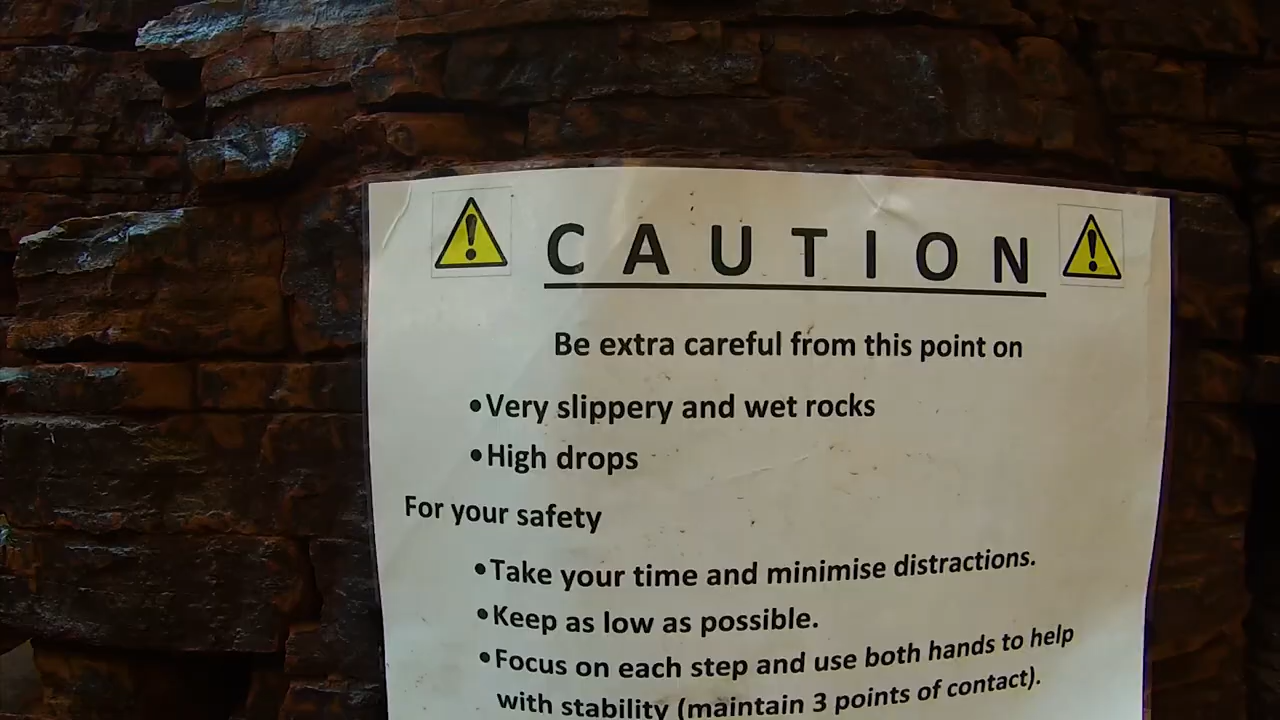 CAUTION
Be extra careful from this point on
•Very slippery and wet rocks
•High drops
For your safety
•Take your time and minimise distractions.
•Keep as low as possible.
•Focus on each step and use both hands to help
with stability (maintain 3 points of contact).